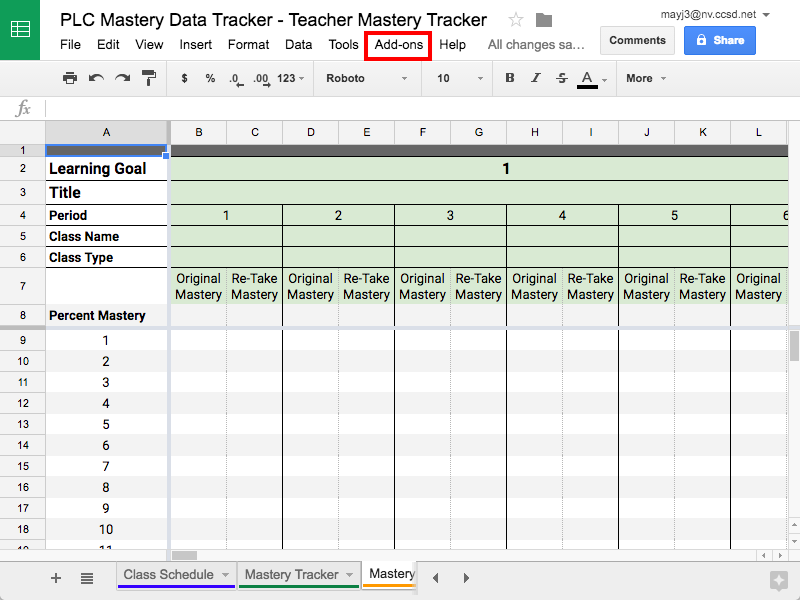 PLC Mastery Data Tracker - Teacher Mastery Tracker
mayj3@nv.ccsd.net
File Edit View Insert Format Data Tools Add-ons Help All changes sa...
Comments
Share
$ % .0 .00 123 Roboto 10 B I S A More
fx
A B C D E F G H I J K L
1
2 Learning Goal 1
3 Title
4 Period 1 2 3 4 5 6
5 Class Name
6 Class Type
7 Original Mastery Re-Take Mastery Original Mastery Re-Take Mastery Original Mastery Re-Take Mastery Original Mastery Re-Take Mastery Original Mastery Re-Take Mastery Original Mastery
8 Percent Mastery
9 1
10 2
11 3
12 4
13 5
14 6
15 7
16 8
17 9
18 10
19 11
Class Schedule Mastery Tracker Mastery